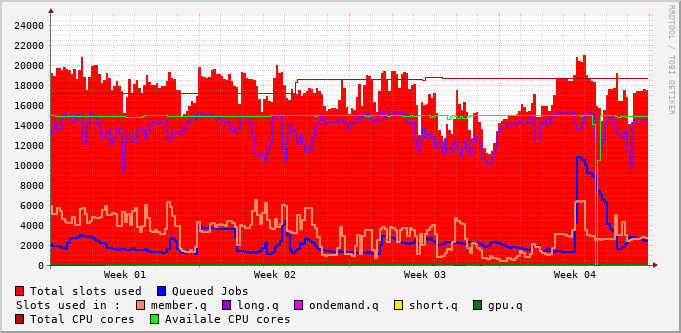 RRDTOOL / TOBI OETIKER
24000
22000
20000
18000
16000
14000
12000
10000
8000
6000
4000
2000
0
Week 01 Week 02 Week 03 Week 04
Total slots used Queued Jobs
Slots used in : member.q long.q ondemand.q short.q gpu.q
Total CPU cores Availale CPU cores